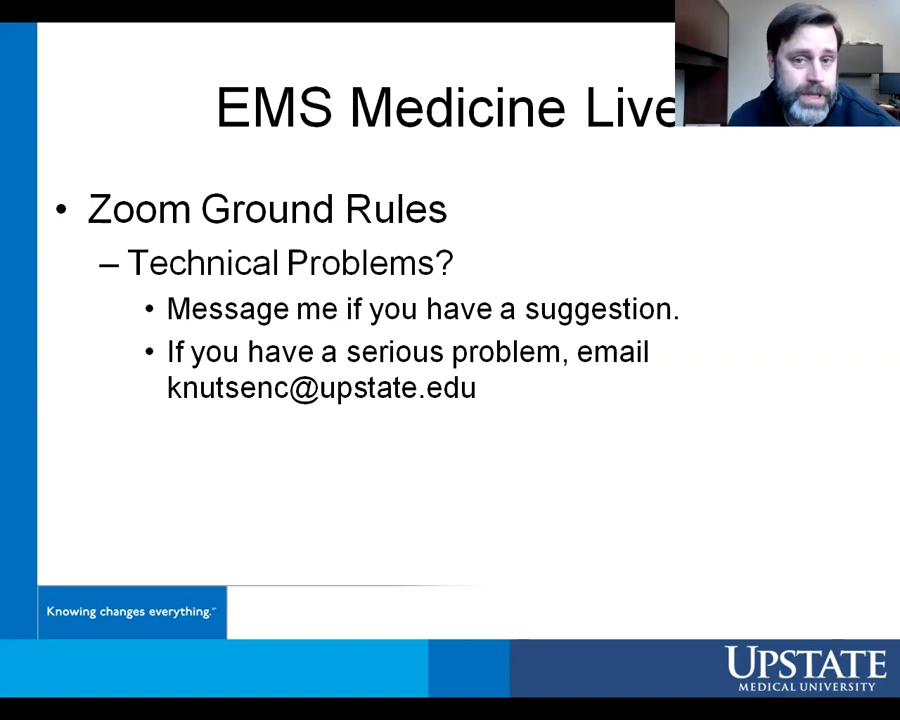 EMS Medicine Live
• Zoom Ground Rules
– Technical Problems?
• Message me if you have a suggestion.
• If you have a serious problem, email
knutsenc@upstate.edu
Knowing changes everything.™
UPSTATE
MEDICAL UNIVERSITY